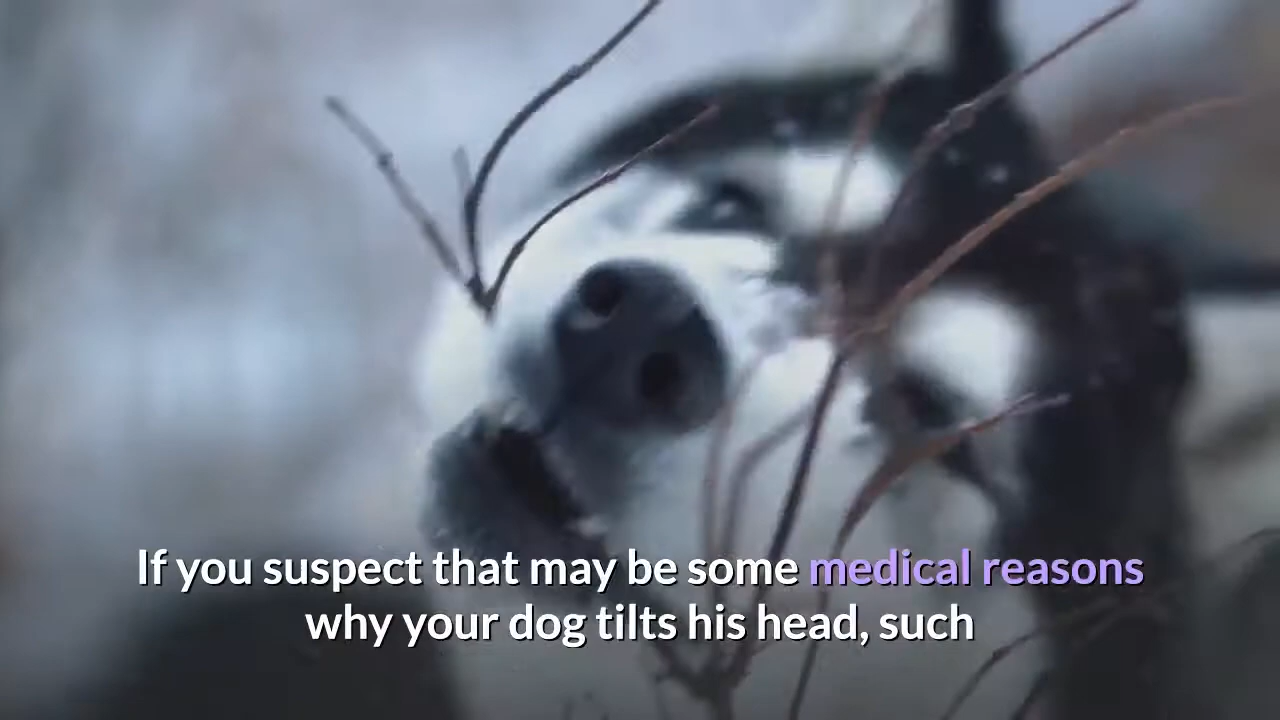 If you suspect that may be some medical reasons
why your dog tilts his head, such